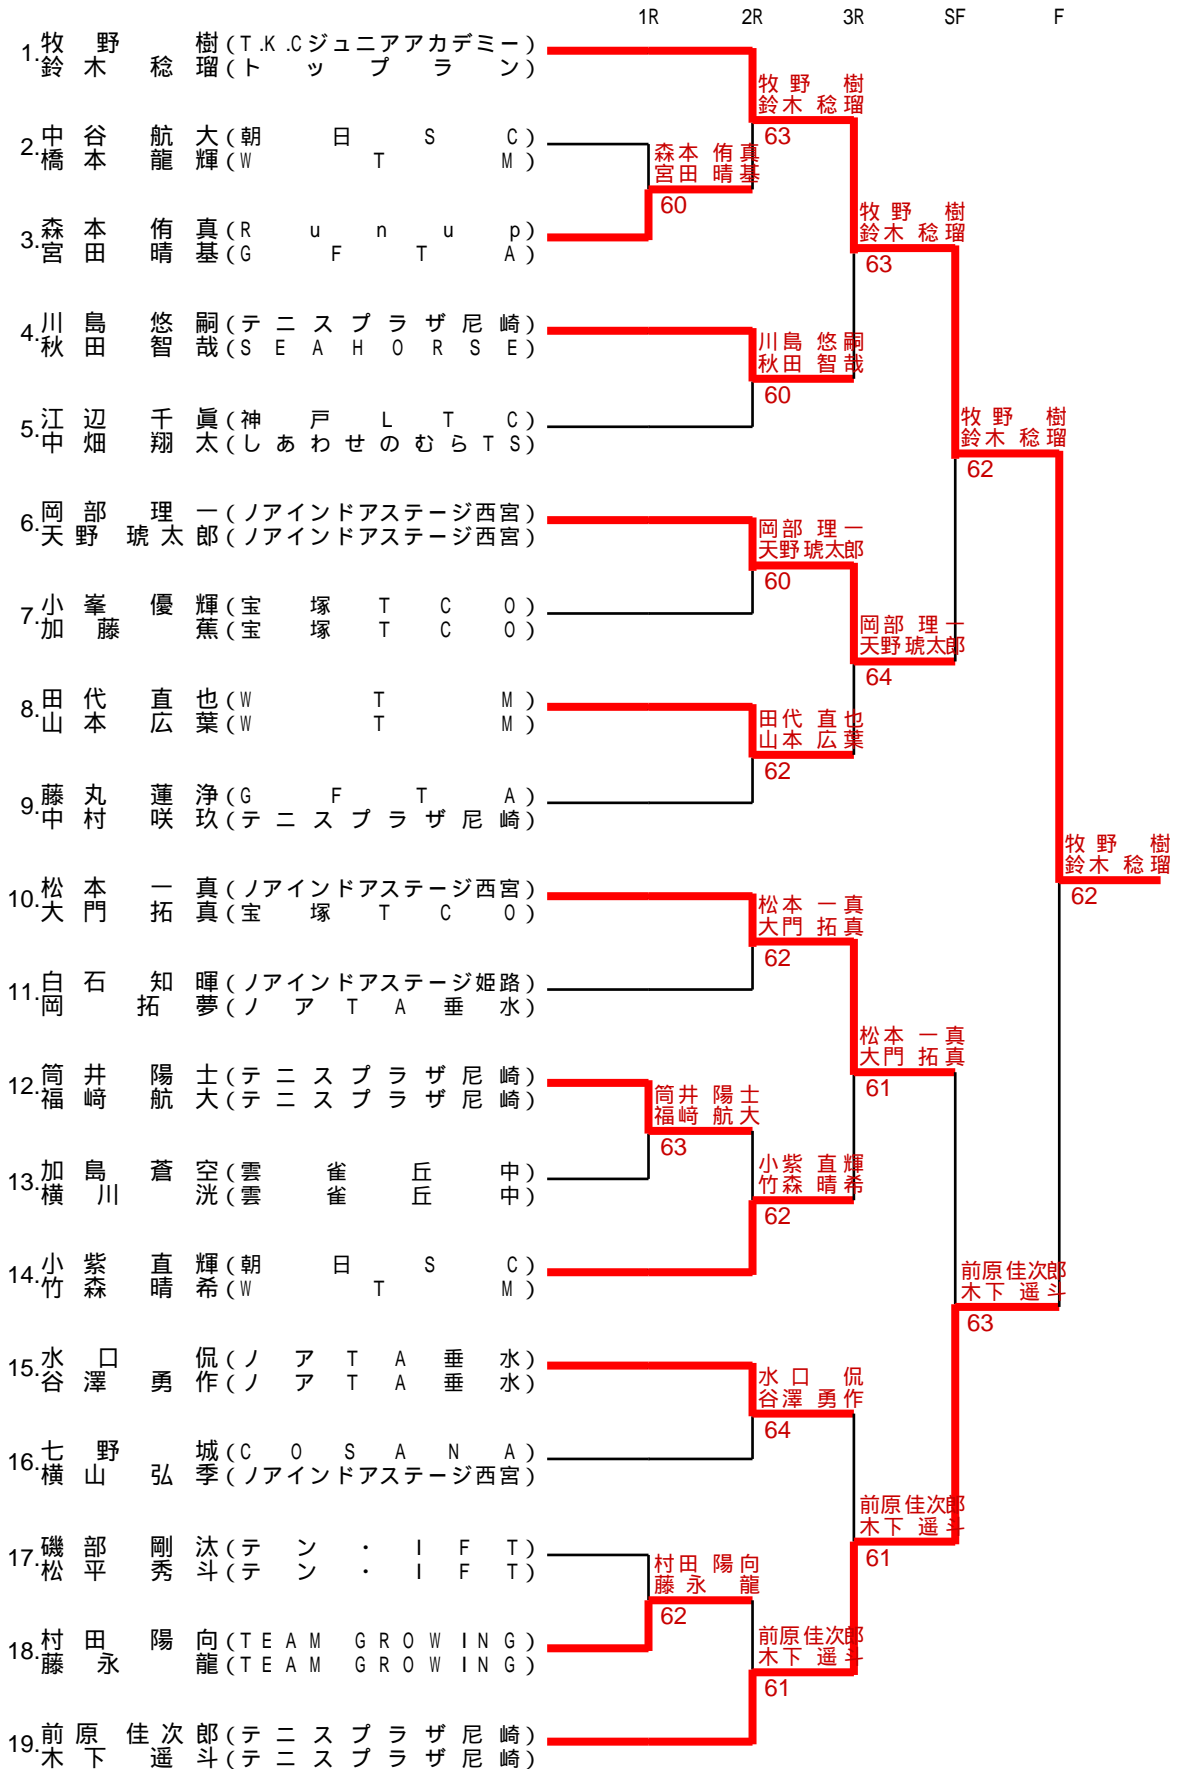 1R 2R 3R SF F
1. 牧野 樹(T.K.Cジュニアアカデミー)
鈴木 稔瑠(トップラン)
2. 中谷 航大(朝日SC)
橋本 龍輝(WTM)
3. 森本 侑真(Runup)
宮田 晴基(GFTA)
4. 川島 悠嗣(テニスプラザ尼崎)
秋田 智哉(SEAHORSE)
5. 江辺 千眞(神戸LTC)
中畑 翔太(しあわせのむらTS)
6. 岡部 理一(ノアインドアステージ西宮)
天野 琥太郎(ノアインドアステージ西宮)
7. 小峯 優輝(宝塚TCO)
加藤 蕉(宝塚TCO)
8. 田代 直也(WTM)
山本 広葉(WTM)
9. 藤丸 蓮浄(GFTA)
中村 咲玖(テニスプラザ尼崎)
10. 松本 一真(ノアインドアステージ西宮)
大門 拓真(宝塚TCO)
11. 白石 知暉(ノアインドアステージ姫路)
岡 拓夢(ノアTA垂水)
12. 筒井 陽士(テニスプラザ尼崎)
福﨑 航大(テニスプラザ尼崎)
13. 加島 蒼空(雲雀丘中)
横川 洸(雲雀丘中)
14. 小紫 直輝(朝日SC)
竹森 晴希(WTM)
15. 水口 侃(ノアTA垂水)
谷澤 勇作(ノアTA垂水)
16. 七野 城(COSANA)
横山 弘季(ノアインドアステージ西宮)
17. 磯部 剛汰(テン・IFT)
松平 秀斗(テン・IFT)
18. 村田 陽向(TEAM GROWING)
藤永 龍(TEAM GROWING)
19. 前原 佳次郎(テニスプラザ尼崎)
木下 遥斗(テニスプラザ尼崎)
森本 侑真
宮田 晴基
60
筒井 陽士
福﨑 航大
63
村田 陽向
藤永 龍
62
牧野 樹
鈴木 稔瑠
63
川島 悠嗣
秋田 智哉
60
岡部 理一
天野 琥太郎
60
田代 直也
山本 広葉
62
松本 一真
大門 拓真
62
小紫 直輝
竹森 晴希
62
水口 侃
谷澤 勇作
64
前原 佳次郎
木下 遥斗
61
牧野 樹
鈴木 稔瑠
63
岡部 理一
天野 琥太郎
64
松本 一真
大門 拓真
61
前原 佳次郎
木下 遥斗
61
牧野 樹
鈴木 稔瑠
62
前原 佳次郎
木下 遥斗
63
牧野 樹
鈴木 稔瑠
62